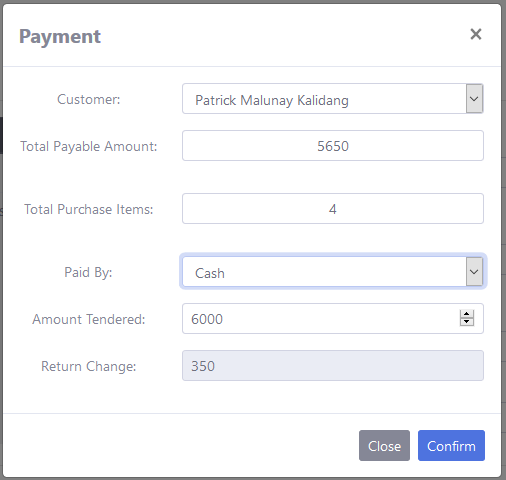 Payment ×
Customer: Patrick Malunay Kalidang
Total Payable Amount: 5650
Total Purchase Items: 4
Paid By: Cash
Amount Tendered: 6000
Return Change: 350
Close Confirm